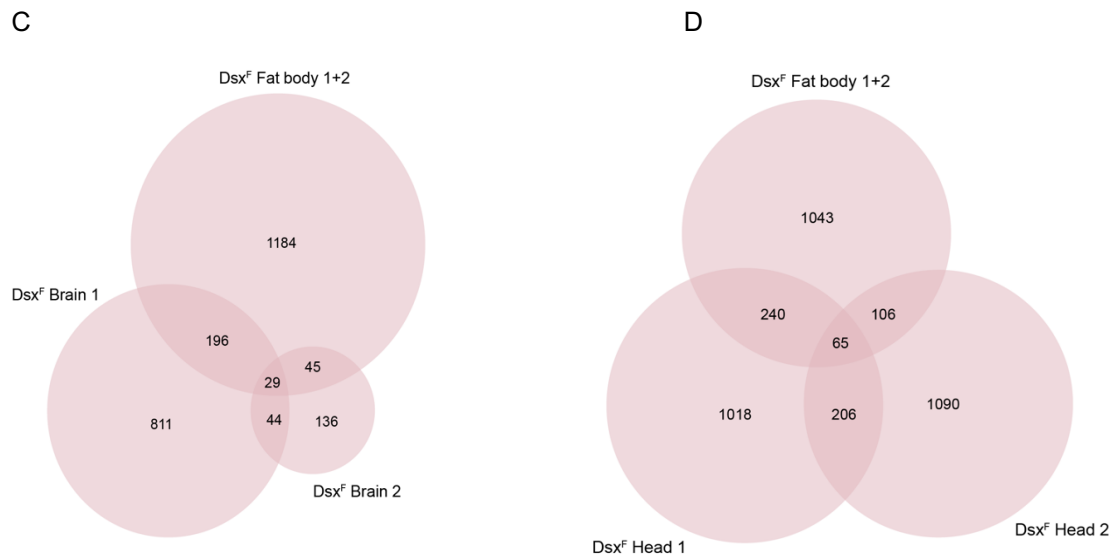 C
Dsxᶠ Fat body 1+2
1184
Dsxᶠ Brain 1
196
45
29
811
44
136
Dsxᶠ Brain 2
D
Dsxᶠ Fat body 1+2
1043
240
106
65
1018
206
1090
Dsxᶠ Head 1
Dsxᶠ Head 2